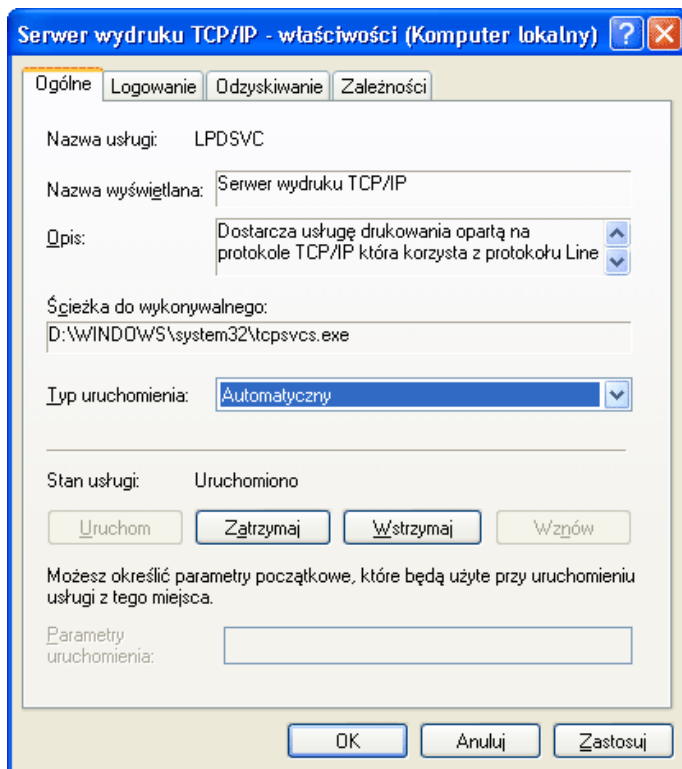 Serwer wydruku TCP/IP - właściwości (Komputer lokalny)
Ogólne Logowanie Odzyskiwanie Zależności
Nazwa usługi: LPDSVC
Nazwa wyświetlana: Serwer wydruku TCP/IP
Opis: Dostarcza usługę drukowania opartą na
protokole TCP/IP która korzysta z protokołu Line
Ścieżka do wykonywalnego:
D:\WINDOWS\system32\tcpsvcs.exe
Typ uruchomienia: Automatyczny
Stan usługi: Uruchomiono
Uruchom Zatrzymaj Wstrzymaj Wznów
Możesz określić parametry początkowe, które będą użyte przy uruchomieniu
usługi z tego miejsca.
Parametry
uruchomienia:
OK Anuluj Zastosuj